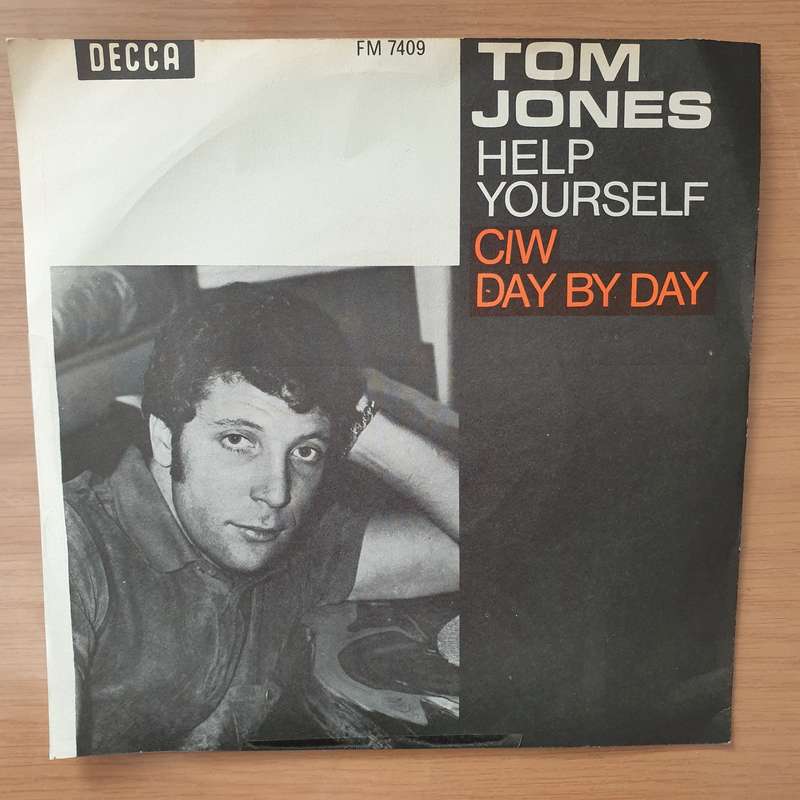 DECCA
FM 7409
TOM
JONES
HELP
YOURSELF
C/W
DAY BY DAY